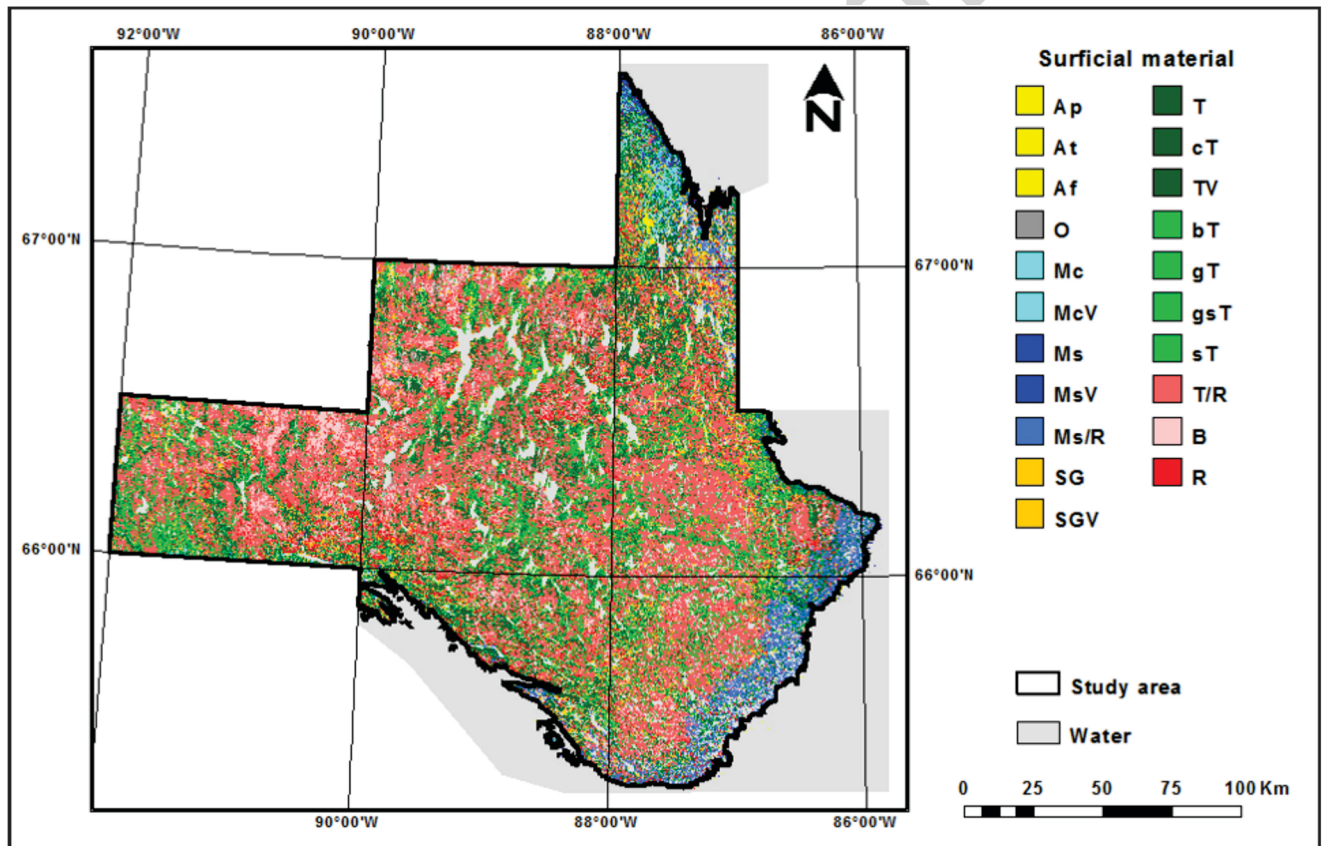 92°00'W 90°00'W 88°00'W 86°00'W
N
67°00'N 67°00'N
66°00'N 66°00'N
90°00'W 88°00'W 86°00'W
Surficial material
Ap T
At cT
Af TV
O bT
Mc gT
McV gsT
Ms sT
MsV T/R
Ms/R B
SG R
SGV
Study area
Water
0 25 50 100 Km